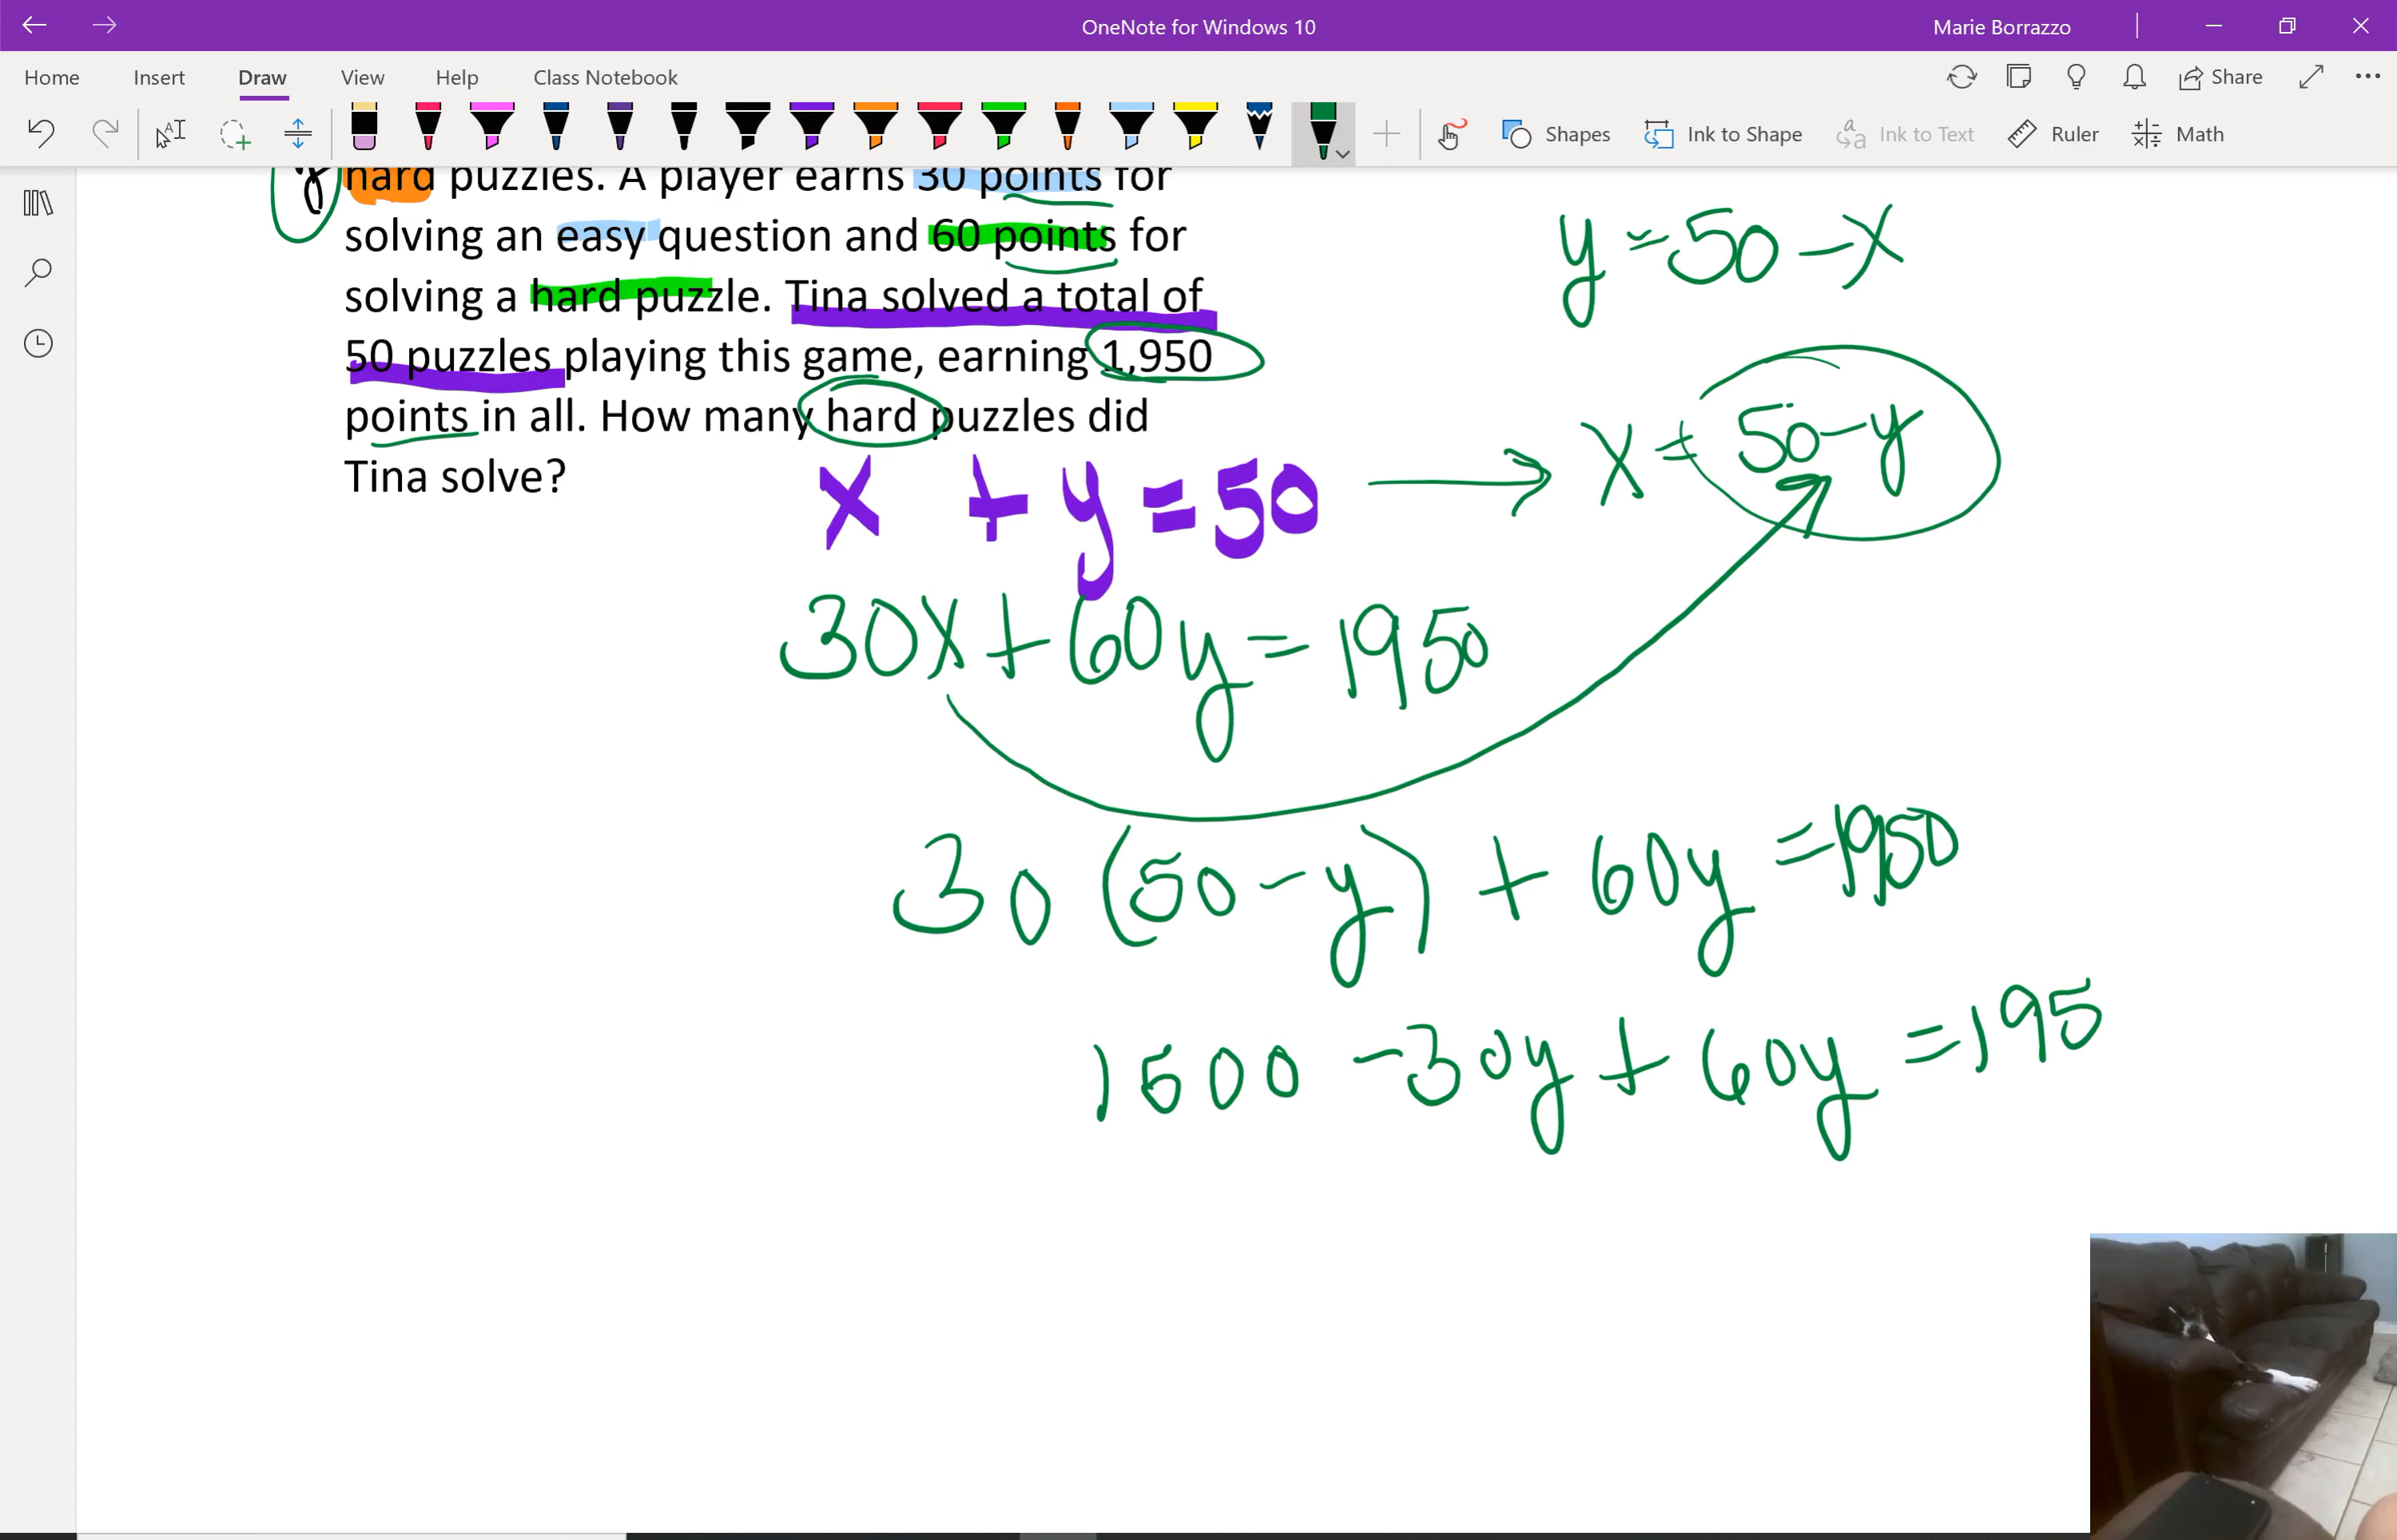 OneNote for Windows 10 Marie Borrazzo
Home Insert Draw View Help Class Notebook Share
Shapes Ink to Shape Ink to Text Ruler Math
hard puzzles. A player earns 30 points for
solving an easy question and 60 points for
solving a hard puzzle. Tina solved a total of
50 puzzles playing this game, earning 1,950
points in all. How many hard puzzles did
Tina solve?
y = 50 - x
x + y = 50 → x = 50 - y
30x + 60y = 1950
30 (50 - y) + 60y = 1950
1500 - 30y + 60y = 195